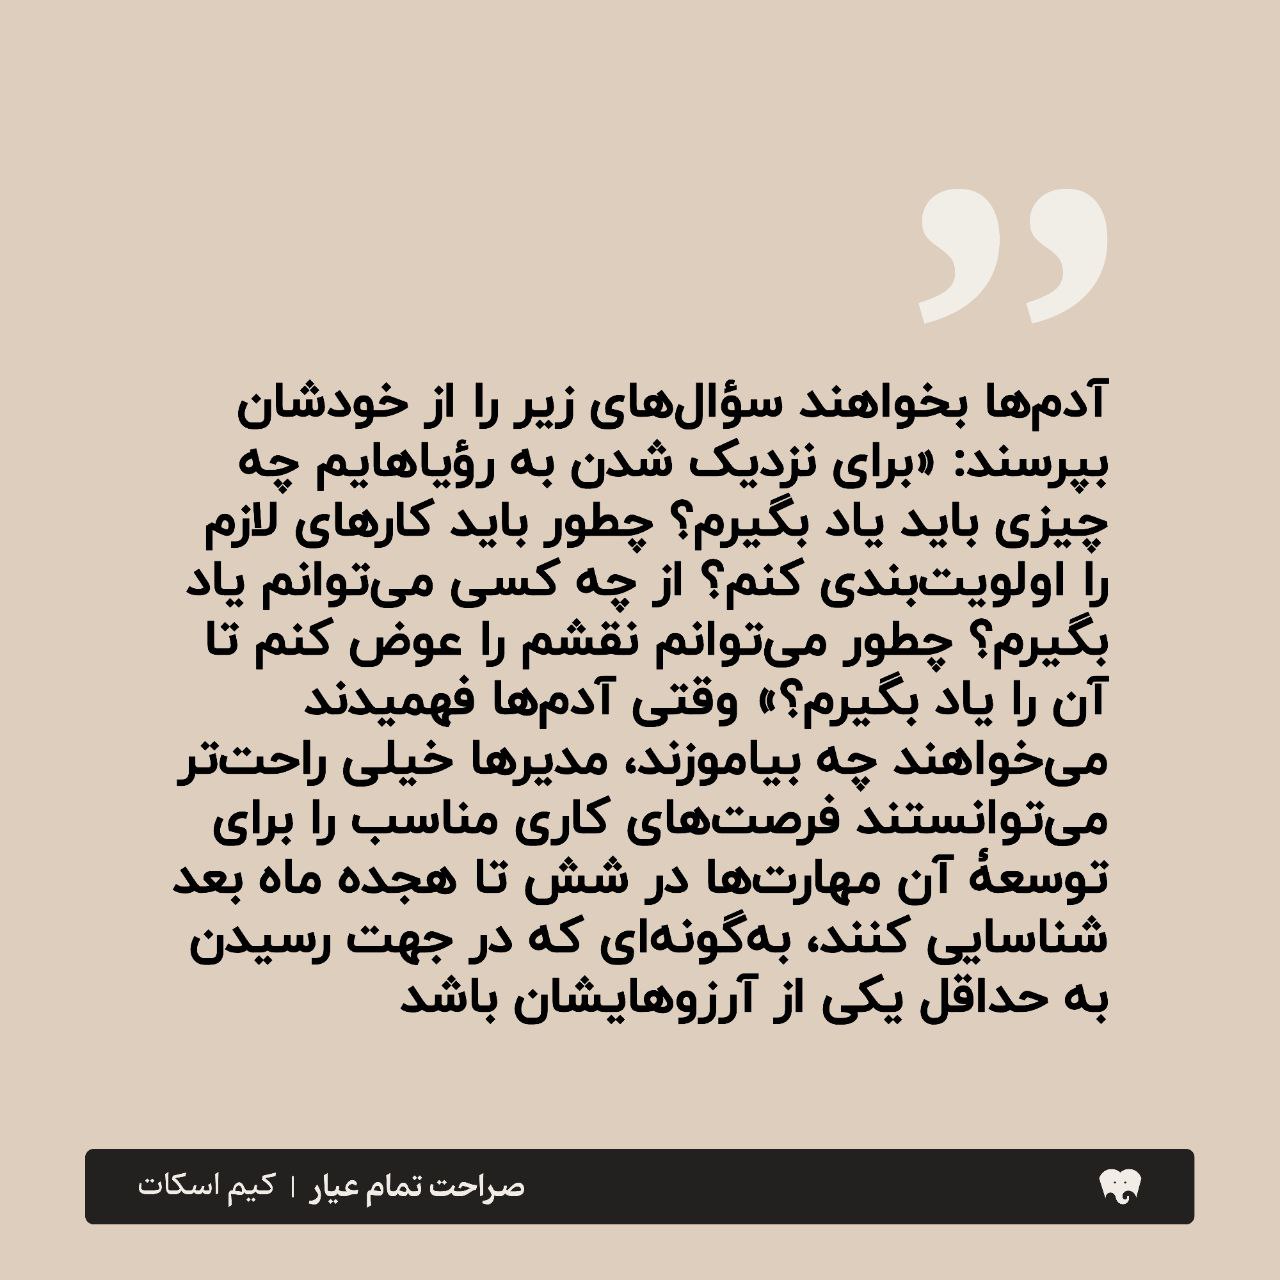 آدم‌ها بخواهند سؤال‌های زیر را از خودشان
بپرسند: «برای نزدیک شدن به رؤیاهایم چه
چیزی باید یاد بگیرم؟ چطور باید کارهای لازم
را اولویت‌بندی کنم؟ از چه کسی می‌توانم یاد
بگیرم؟ چطور می‌توانم نقشم را عوض کنم تا
آن را یاد بگیرم؟» وقتی آدم‌ها فهمیدند
می‌خواهند چه بیاموزند، مدیرها خیلی راحت‌تر
می‌توانستند فرصت‌های کاری مناسب را برای
توسعهٔ آن مهارت‌ها در شش تا هجده ماه بعد
شناسایی کنند، به‌گونه‌ای که در جهت رسیدن
به حداقل یکی از آرزوهایشان باشد
صراحت تمام عیار | کیم اسکات